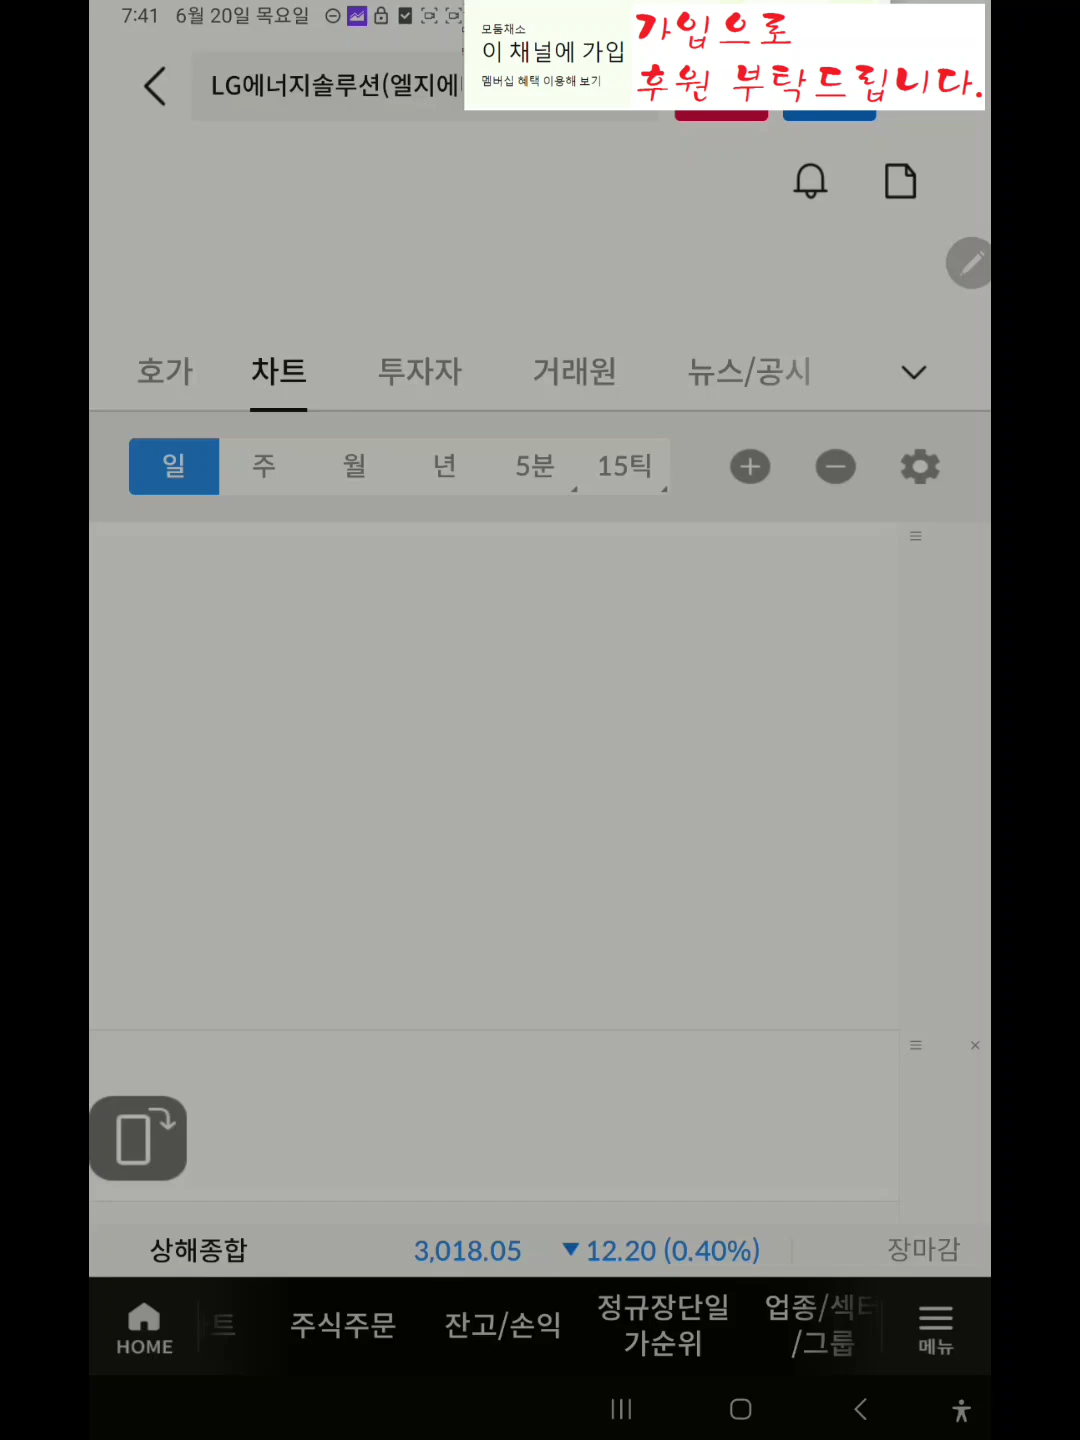 7:41 6월 20일 목요일
모둠채소
이 채널에 가입
멤버십 혜택 이용해 보기
가입으로
후원 부탁드립니다.
LG에너지솔루션(엘지에
호가 차트 투자자 거래원 뉴스/공시
일 주 월 년 5분 15틱
상해종합 3,018.05 ▼ 12.20 (0.40%) 장마감
HOME 트 주식주문 잔고/손익 정규장단일가순위 업종/섹터/그룹 메뉴